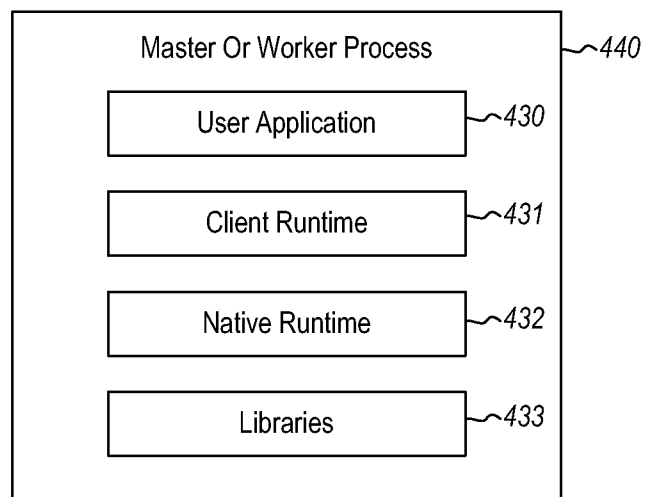 Master Or Worker Process 440
User Application 430
Client Runtime 431
Native Runtime 432
Libraries 433